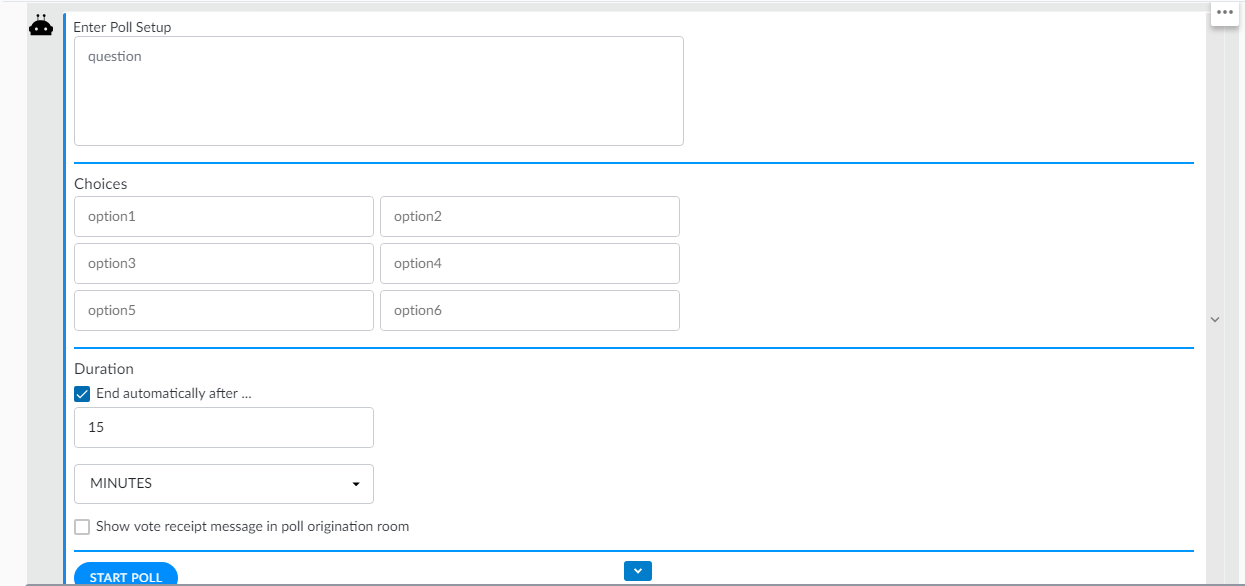 Enter Poll Setup
question
Choices
option1 option2
option3 option4
option5 option6
Duration
End automatically after ...
15
MINUTES
Show vote receipt message in poll origination room
START POLL